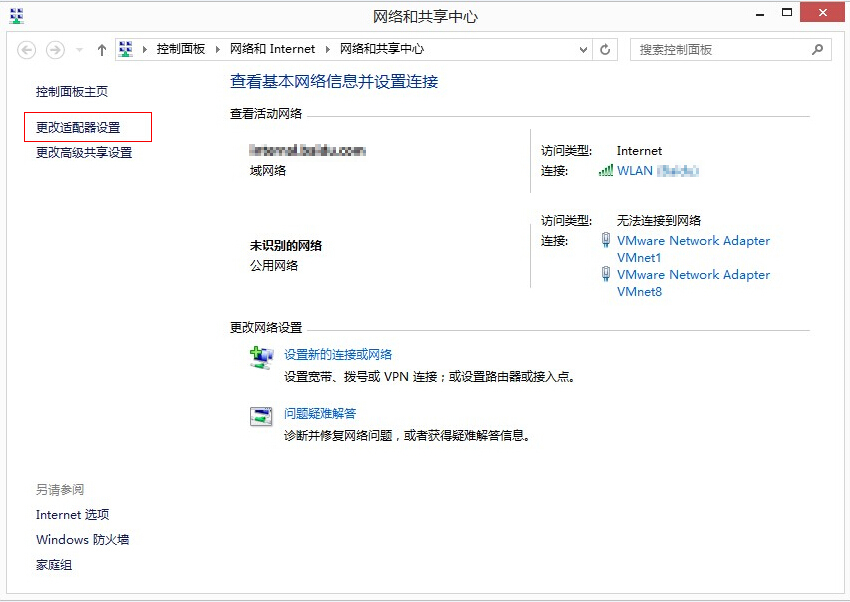 网络和共享中心
控制面板 网络和 Internet 网络和共享中心
搜索控制面板
控制面板主页
更改适配器设置
更改高级共享设置
查看基本网络信息并设置连接
查看活动网络
internal.baidu.com
域网络
访问类型: Internet
连接: WLAN (Baidu)
未识别的网络
公用网络
访问类型: 无法连接到网络
连接: VMware Network Adapter
VMnet1
VMware Network Adapter
VMnet8
更改网络设置
设置新的连接或网络
设置宽带、拨号或 VPN 连接；或设置路由器或接入点。
问题疑难解答
诊断并修复网络问题，或者获得疑难解答信息。
另请参阅
Internet 选项
Windows 防火墙
家庭组